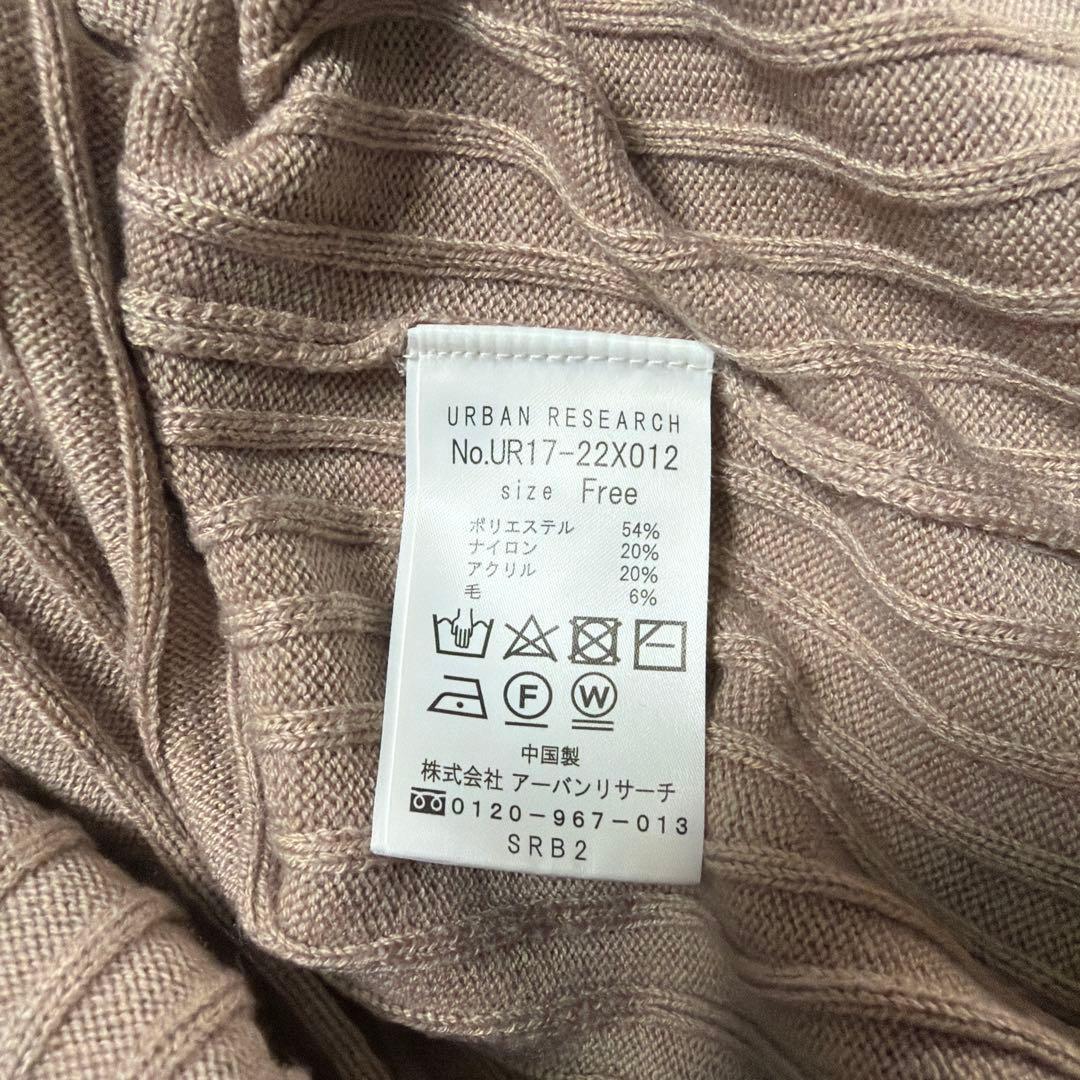 URBAN RESEARCH
No.UR17-22X012
size Free
ポリエステル 54%
ナイロン 20%
アクリル 20%
毛 6%
F W
中国製
株式会社 アーバンリサーチ
0120-967-013
SRB2